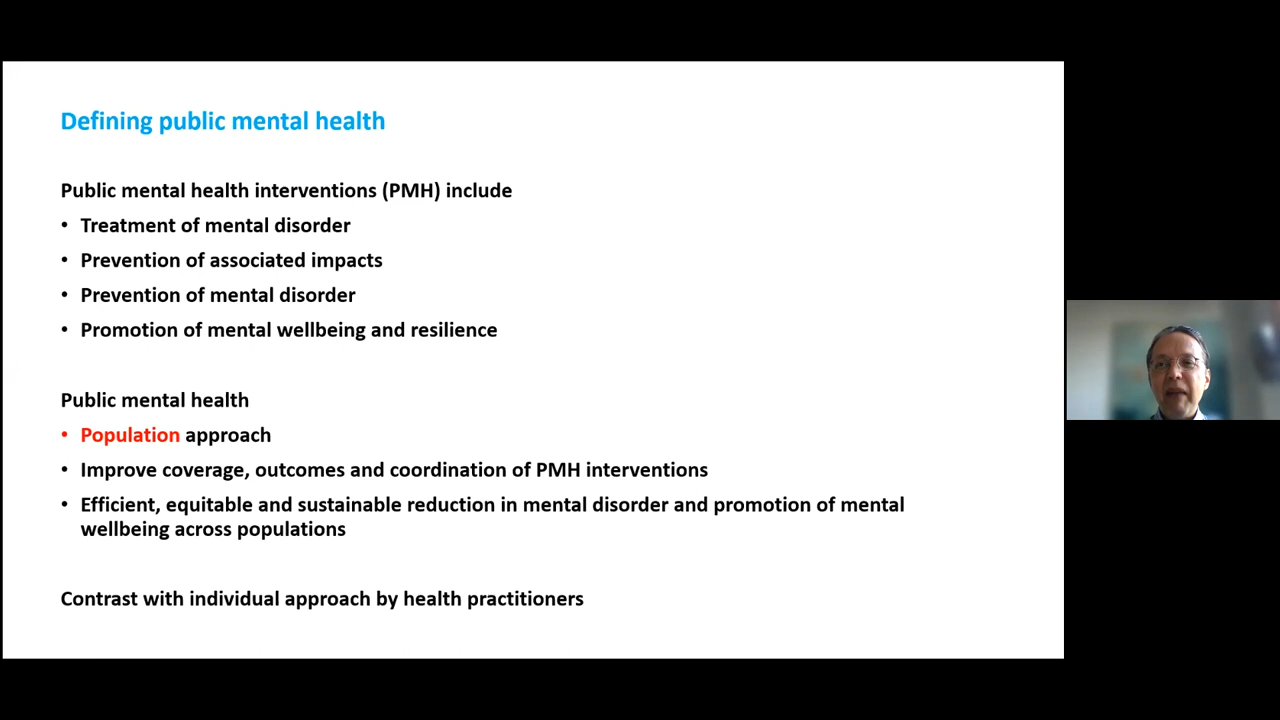 Defining public mental health
Public mental health interventions (PMH) include
• Treatment of mental disorder
• Prevention of associated impacts
• Prevention of mental disorder
• Promotion of mental wellbeing and resilience
Public mental health
• Population approach
• Improve coverage, outcomes and coordination of PMH interventions
• Efficient, equitable and sustainable reduction in mental disorder and promotion of mental
wellbeing across populations
Contrast with individual approach by health practitioners